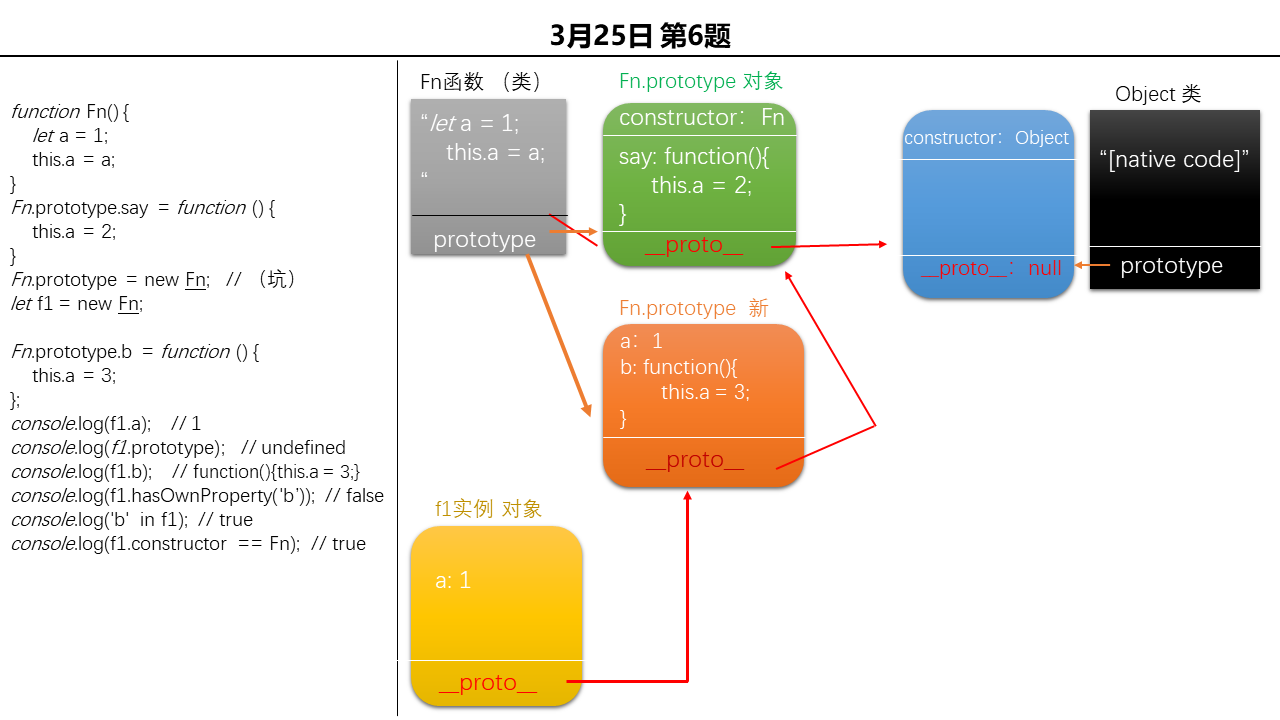 3月25日 第6题
function Fn() {
let a = 1;
this.a = a;
}
Fn.prototype.say = function () {
this.a = 2;
}
Fn.prototype = new Fn; // （坑）
let f1 = new Fn;
Fn.prototype.b = function () {
this.a = 3;
};
console.log(f1.a); // 1
console.log(f1.prototype); // undefined
console.log(f1.b); // function(){this.a = 3;}
console.log(f1.hasOwnProperty('b’)); // false
console.log('b' in f1); // true
console.log(f1.constructor == Fn); // true
Fn函数 （类）
“let a = 1;
this.a = a;
“
prototype
Fn.prototype 对象
constructor： Fn
say: function(){
this.a = 2;
}
__proto__
Fn.prototype 新
a： 1
b: function(){
this.a = 3;
}
__proto__
f1实例 对象
a: 1
__proto__
constructor： Object
__proto__： null
Object 类
“[native code]”
prototype